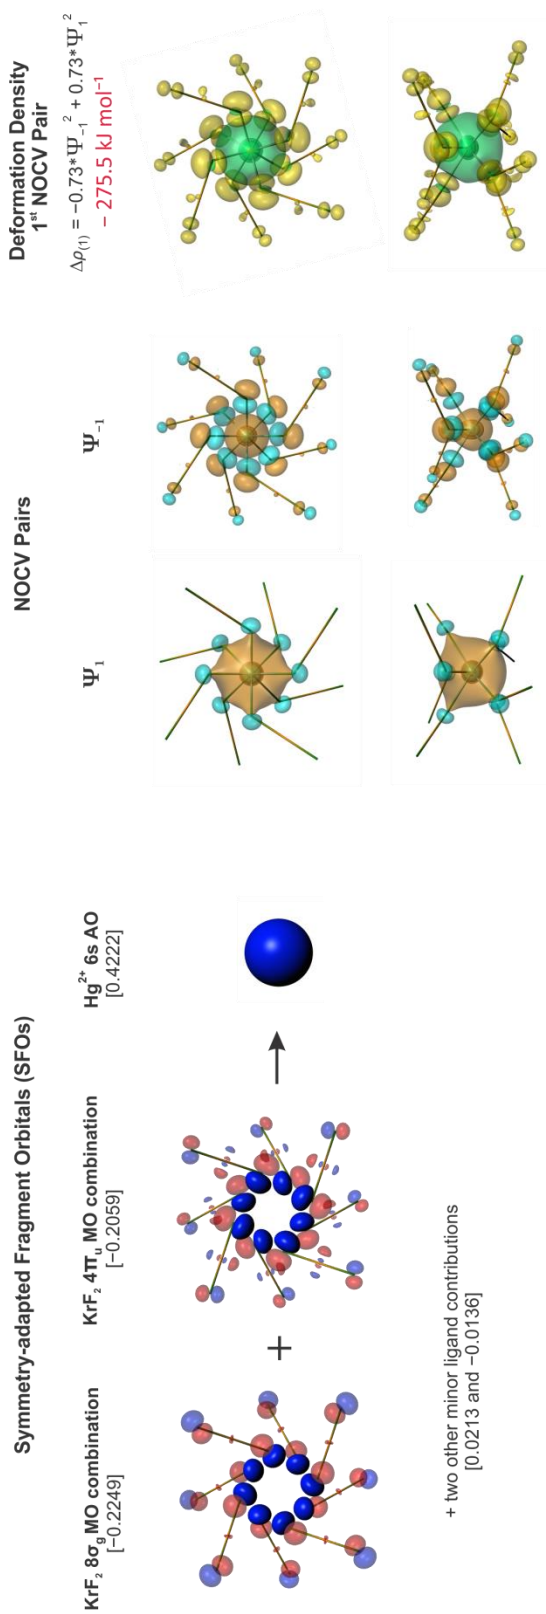 Symmetry-adapted Fragment Orbitals (SFOs)
NOCV Pairs
Deformation Density
1st NOCV Pair
KrF₂ 8σg MO combination
[−0.2249]
KrF₂ 4πu MO combination
[−0.2059]
Hg²⁺ 6s AO
[0.4222]
Ψ₁
Ψ₋₁
Δρ(1) = −0.73*Ψ₋₁² + 0.73*Ψ₁²
− 275.5 kJ mol⁻¹
+
+ two other minor ligand contributions
[0.0213 and −0.0136]